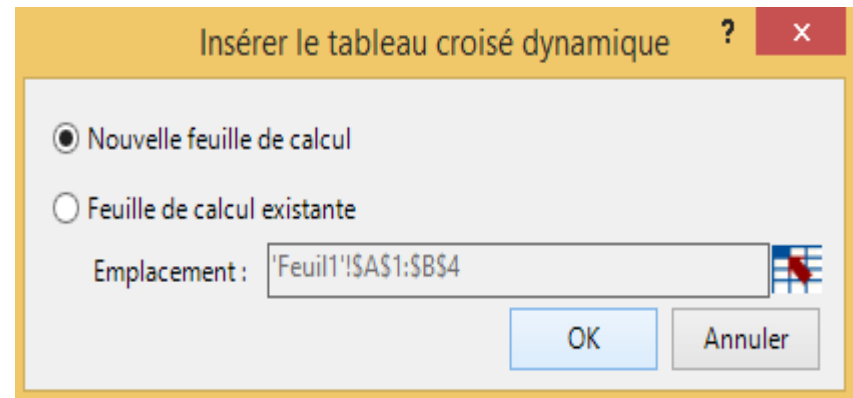 Insérer le tableau croisé dynamique ? ×
Nouvelle feuille de calcul
Feuille de calcul existante
Emplacement : 'Feuil1'!$A$1:$B$4
OK Annuler